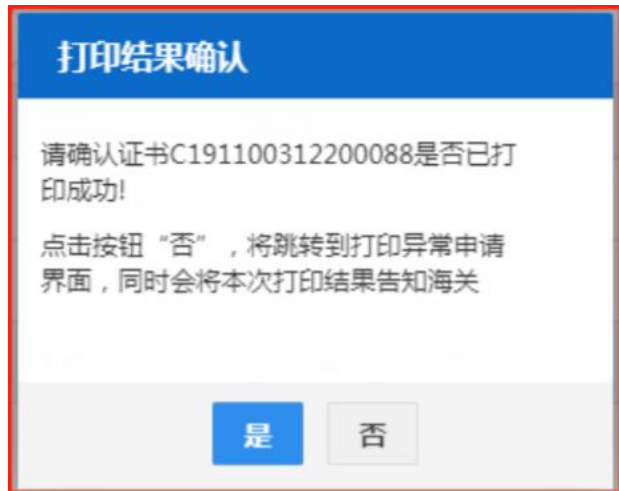 打印结果确认
请确认证书C191100312200088是否已打
印成功!
点击按钮“否”,将跳转到打印异常申请
界面,同时会将本次打印结果告知海关
是
否